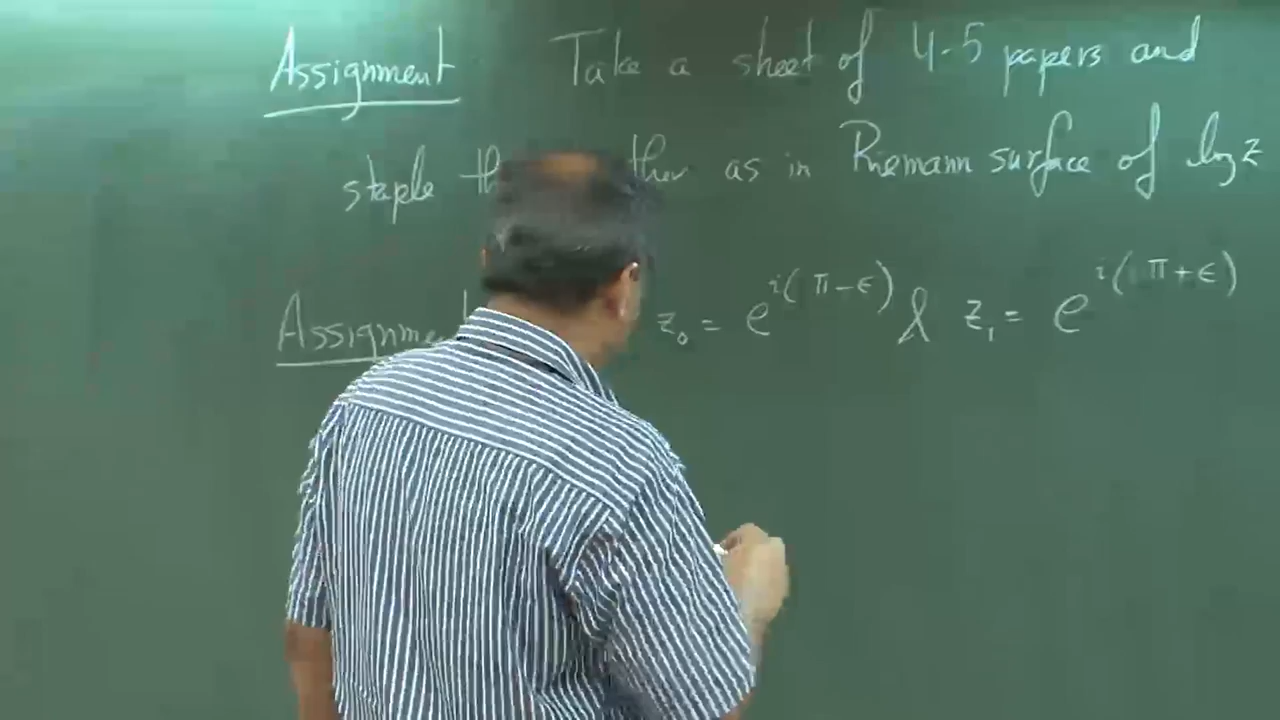 Assignment Take a sheet of 4-5 papers and
staple as in Riemann surface of log z
z₀ = e^{i(π-ϵ)} & z₁ = e^{i(π+ϵ)}